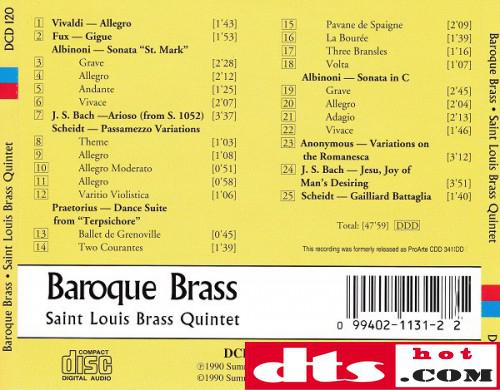 DCD 120
Baroque Brass • Saint Louis Brass Quintet
1 Vivaldi — Allegro [1'43]
2 Fux — Gigue [1'53]
Albinoni — Sonata “St. Mark”
3 Grave [2'28]
4 Allegro [2'12]
5 Andante [1'25]
6 Vivace [2'07]
7 J. S. Bach —Arioso (from S. 1052) [3'37]
Scheidt — Passamezzo Variations
8 Theme [1'03]
9 Allegro [1'08]
10 Allegro Moderato [0'51]
11 Allegro [0'58]
12 Varitio Violistica [1'06]
Praetorius — Dance Suite
from “Terpsichore”
13 Ballet de Grenoville [0'45]
14 Two Courantes [1'39]
15 Pavane de Spaigne [2'09]
16 La Bourée [1'39]
17 Three Bransles [1'16]
18 Volta [1'07]
Albinoni — Sonata in C
19 Grave [2'45]
20 Allegro [2'04]
21 Adagio [2'13]
22 Vivace [1'46]
23 Anonymous — Variations on
the Romanesca [3'12]
24 J. S. Bach — Jesu, Joy of
Man's Desiring [3'51]
25 Scheidt — Gailliard Battaglia [1'40]
Total: [47'59] DDD
This recording was formerly released as ProArte CDD 3411DD
Baroque Brass
Saint Louis Brass Quintet
0 99402-1131-2 2
COMPACT
disc
DIGITAL AUDIO
DC
℗1990 Sum
©1990 Sum
hot
dts
.COM
Baroque Brass • Saint Louis Brass Quintet